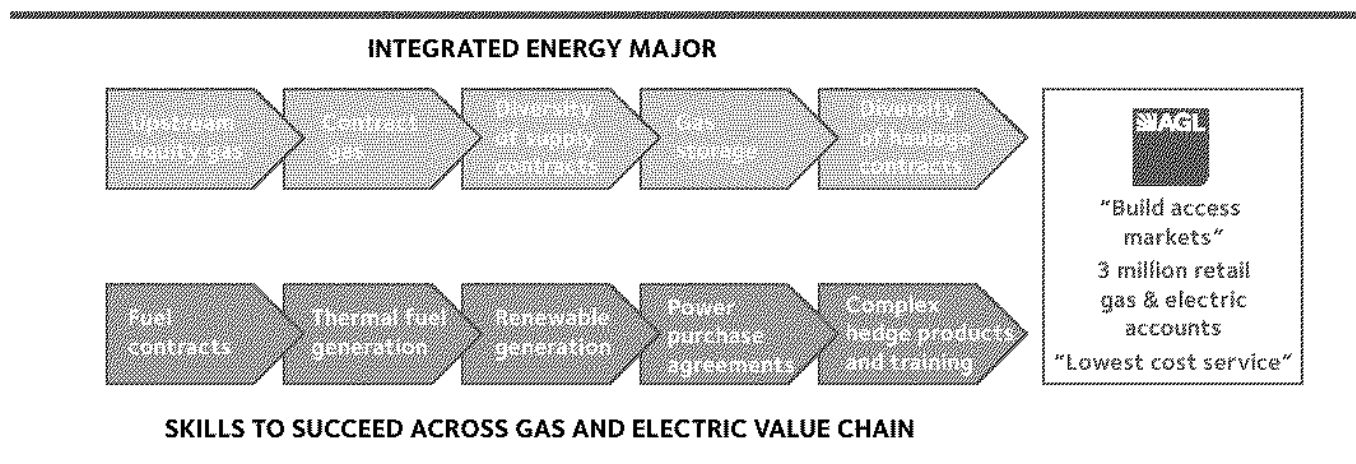 INTEGRATED ENERGY MAJOR
Upstream
equity gas
Contract
gas
Diversity
of supply
contracts
Gas
storage
Diversity
of haulage
contracts
AGL
"Build access
markets"
3 million retail
gas & electric
accounts
"Lowest cost service"
Fuel
contracts
Thermal fuel
generation
Renewable
generation
Power
purchase
agreements
Complex
hedge products
and training
SKILLS TO SUCCEED ACROSS GAS AND ELECTRIC VALUE CHAIN